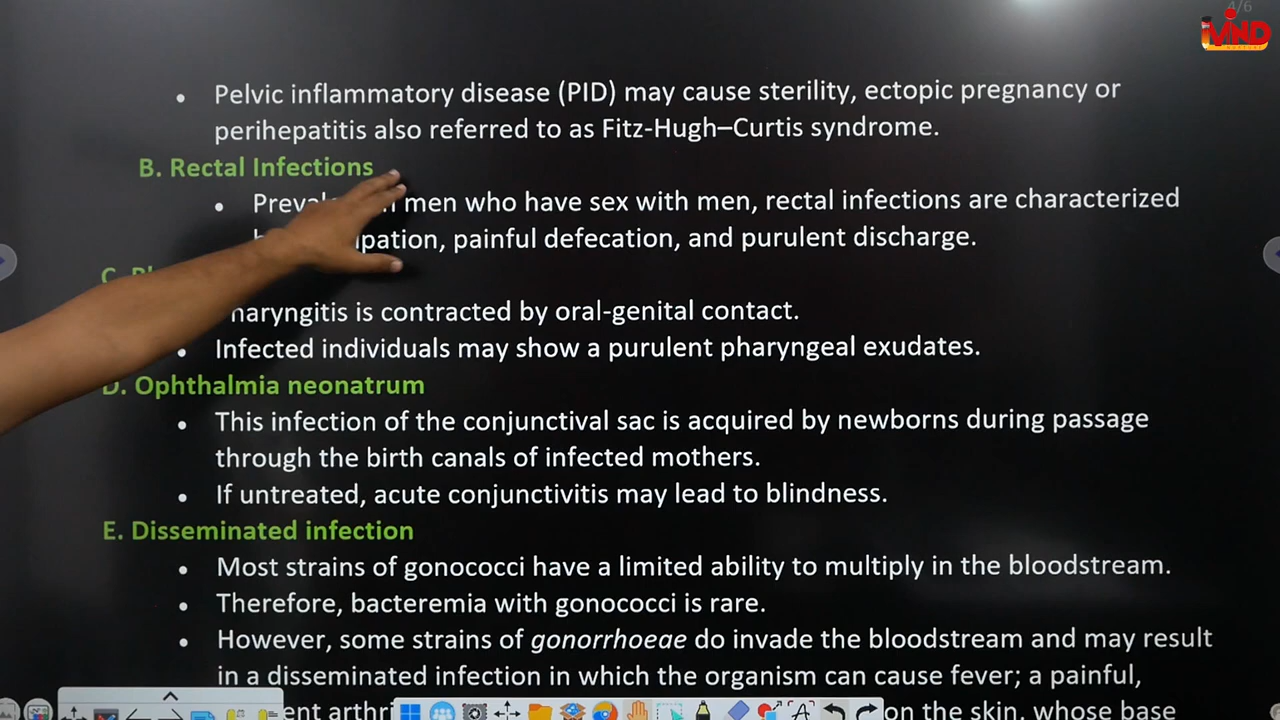 4/6
iMIND
Pelvic inflammatory disease (PID) may cause sterility, ectopic pregnancy or
perihepatitis also referred to as Fitz-Hugh–Curtis syndrome.
B. Rectal Infections
men who have sex with men, rectal infections are characterized
painful defecation, and purulent discharge.
C.
is contracted by oral-genital contact.
Infected individuals may show a purulent pharyngeal exudates.
D. Ophthalmia neonatrum
This infection of the conjunctival sac is acquired by newborns during passage
through the birth canals of infected mothers.
If untreated, acute conjunctivitis may lead to blindness.
E. Disseminated infection
Most strains of gonococci have a limited ability to multiply in the bloodstream.
Therefore, bacteremia with gonococci is rare.
However, some strains of gonorrhoeae do invade the bloodstream and may result
in a disseminated infection in which the organism can cause fever; a painful,
on the skin, whose base